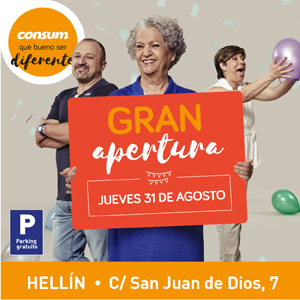 consum
qué bueno ser
diferente
GRAN
apertura
JUEVES 31 DE AGOSTO
P
Parking
gratuito
HELLÍN • C/ San Juan de Dios, 7